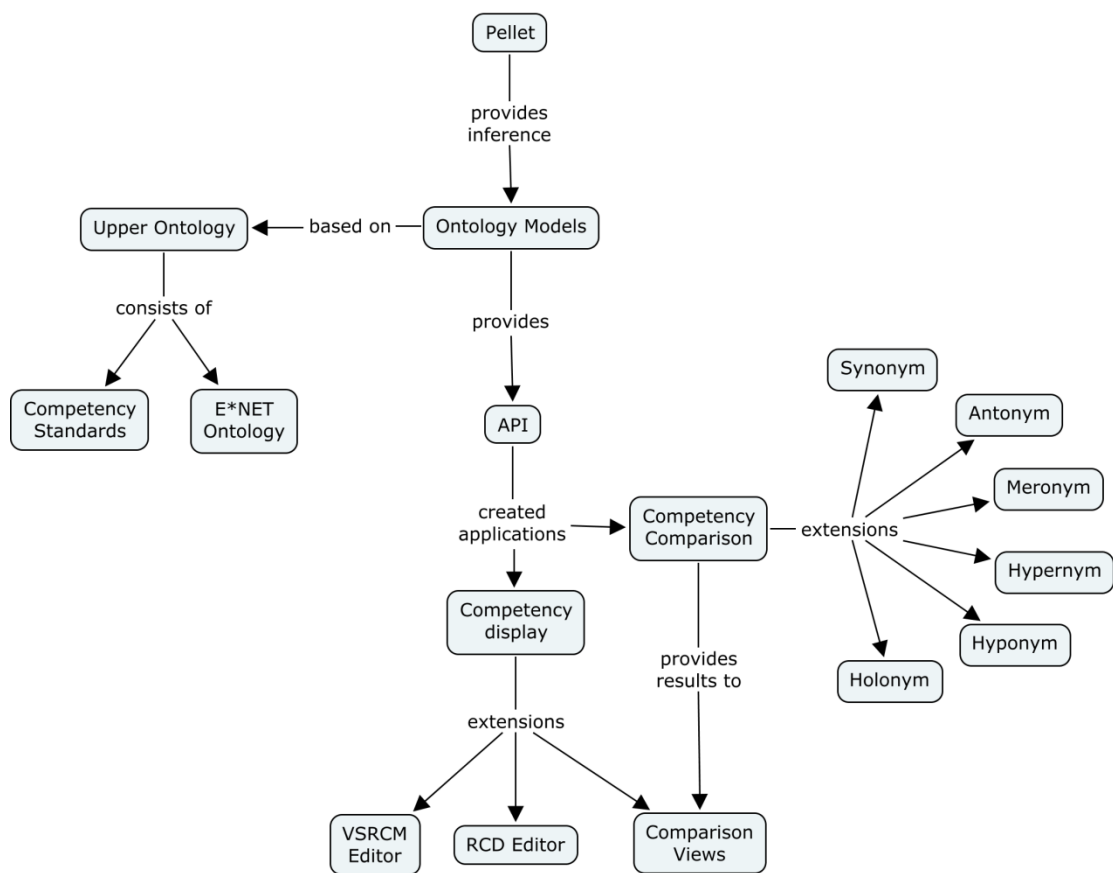 Pellet
provides
inference
Upper Ontology
based on
Ontology Models
consists of
provides
Competency
Standards
E*NET
Ontology
API
Synonym
Antonym
Meronym
created
applications
Competency
Comparison
extensions
Hypernym
Hyponym
Holonym
Competency
display
provides
results to
extensions
VSRCM
Editor
RCD Editor
Comparison
Views